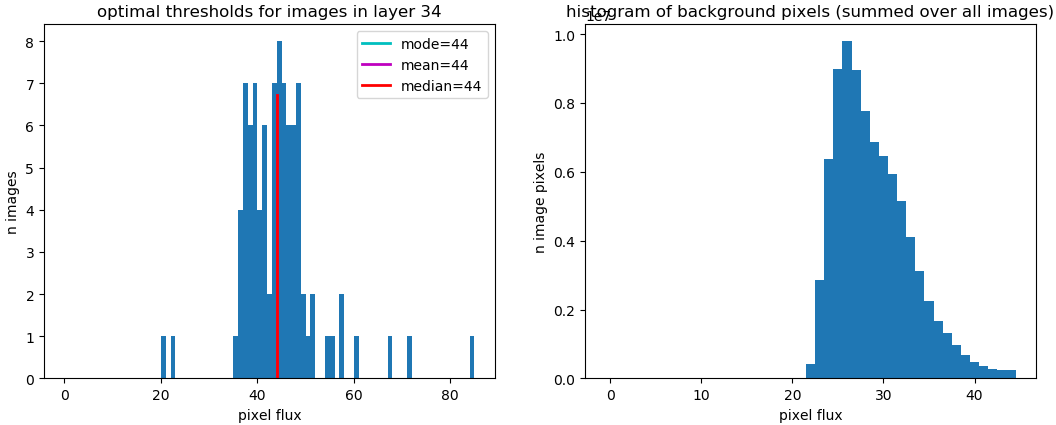 optimal thresholds for images in layer 34
8
7
6
5
4
3
2
1
0
n images
mode=44
mean=44
median=44
0 20 40 60 80
pixel flux
histogram of background pixels (summed over all images)
1e7
1.0
0.8
0.6
0.4
0.2
0.0
n image pixels
0 10 20 30 40
pixel flux